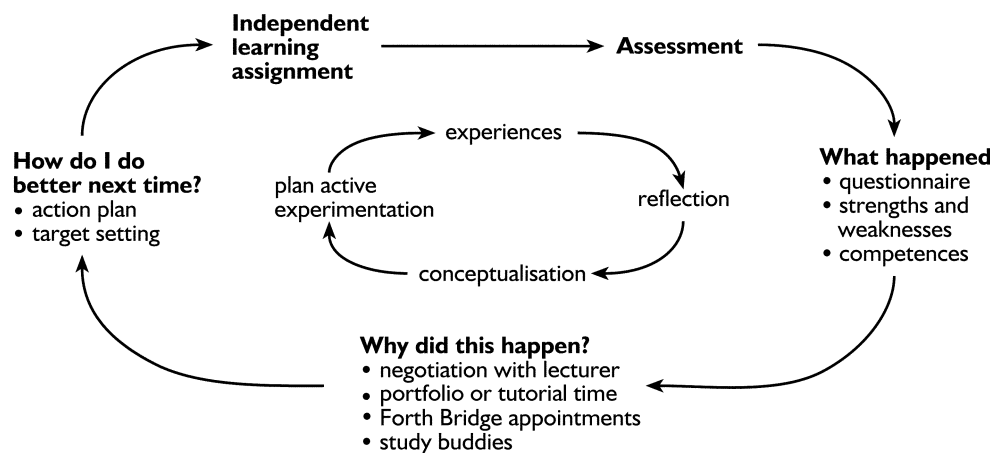 Independent
learning
assignment
Assessment
What happened
• questionnaire
• strengths and
weaknesses
• competences
Why did this happen?
• negotiation with lecturer
• portfolio or tutorial time
• Forth Bridge appointments
• study buddies
How do I do
better next time?
• action plan
• target setting
experiences
reflection
conceptualisation
plan active
experimentation